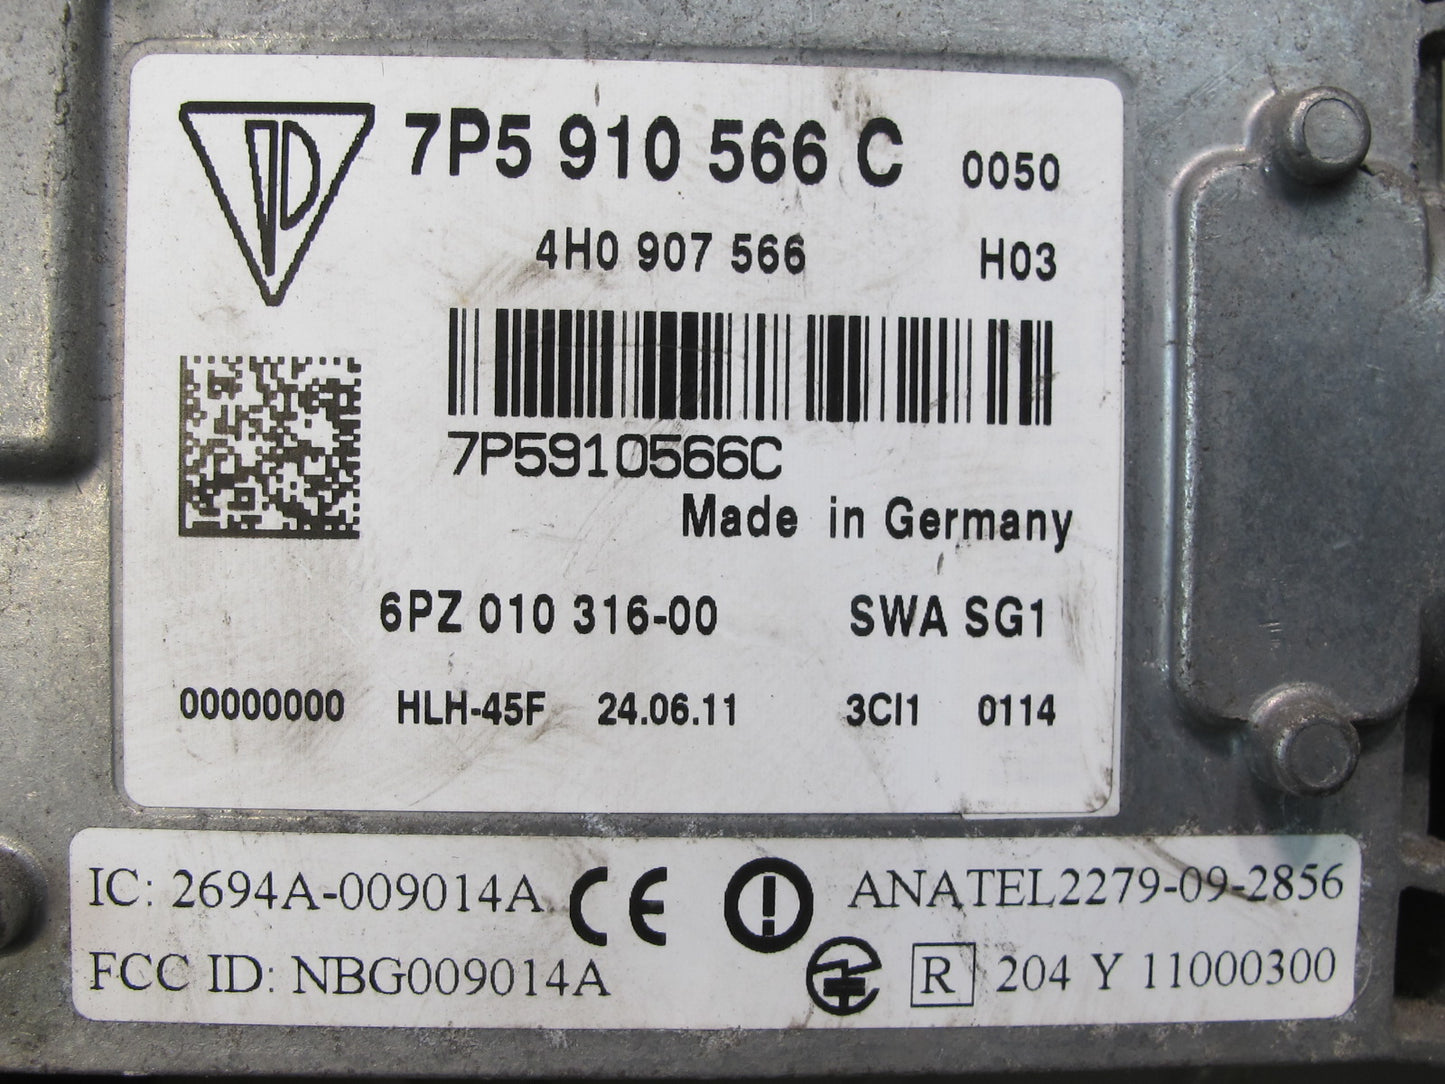 7P5 910 566 C 0050
4H0 907 566 H03
7P5910566C
Made in Germany
6PZ 010 316-00 SWA SG1
00000000 HLH-45F 24.06.11 3CI1 0114
IC: 2694A-009014A CE ANATEL2279-09-2856
FCC ID: NBG009014A R 204 Y 11000300